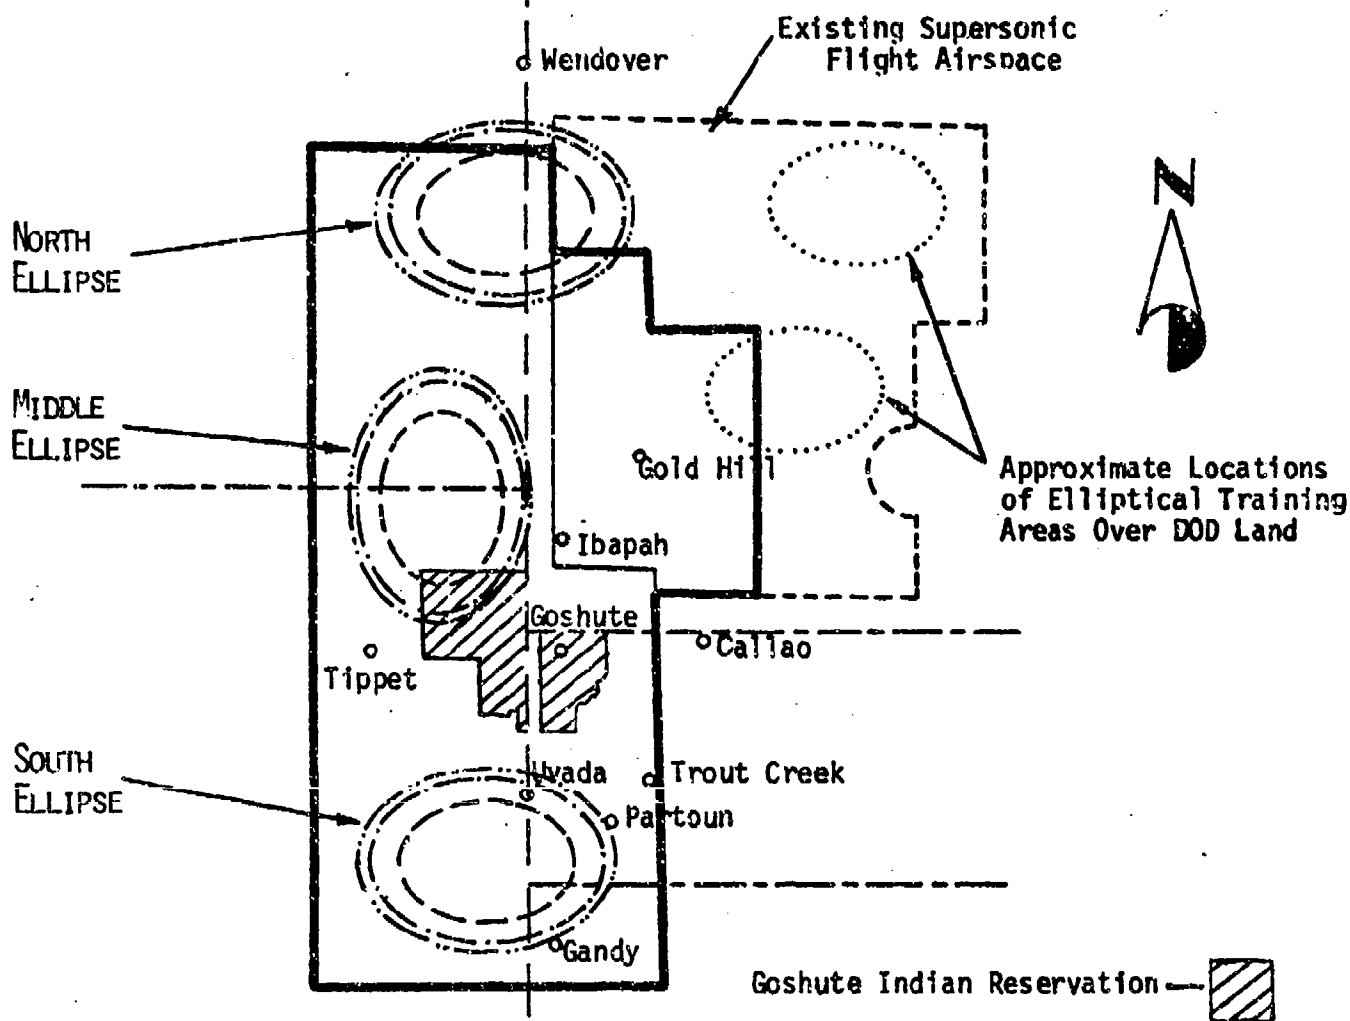 Existing Supersonic
Flight Airspace
Wendover
N
NORTH
ELLIPSE
MIDDLE
ELLIPSE
Gold Hill
Approximate Locations
of Elliptical Training
Areas Over DOD Land
Ibapah
Goshute
Callao
Tippet
SOUTH
ELLIPSE
Uvada
Trout Creek
Partoun
Gandy
Goshute Indian Reservation